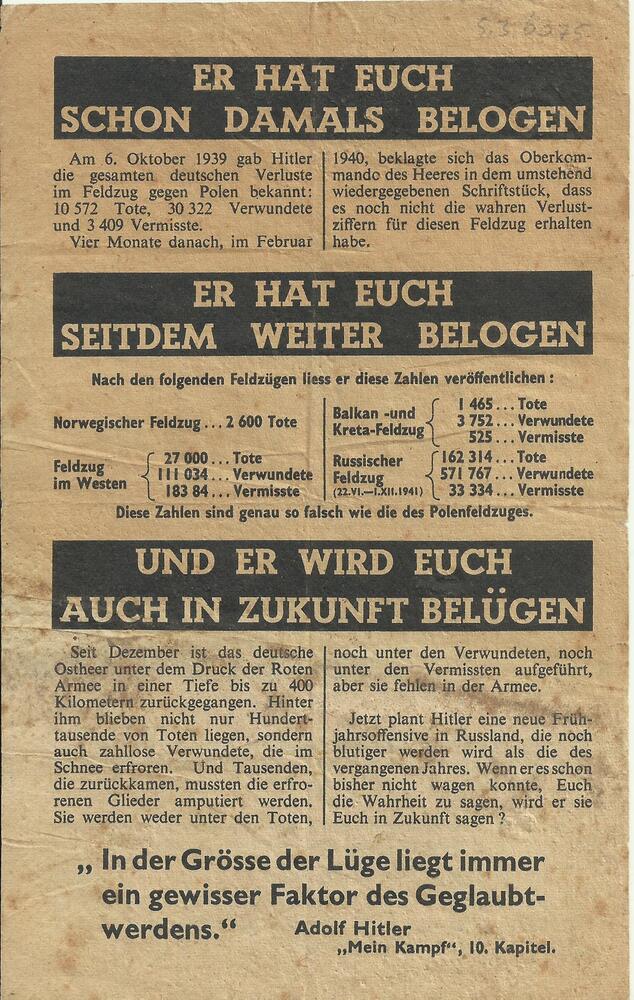 ER HAT EUCH
SCHON DAMALS BELOGEN
Am 6. Oktober 1939 gab Hitler
die gesamten deutschen Verluste
im Feldzug gegen Polen bekannt:
10 572 Tote, 30 322 Verwundete
und 3 409 Vermisste.
Vier Monate danach, im Februar
1940, beklagte sich das Oberkom-
mando des Heeres in dem umstehend
wiedergegebenen Schriftstück, dass
es noch nicht die wahren Verlust-
ziffern für diesen Feldzug erhalten
habe.
ER HAT EUCH
SEITDEM WEITER BELOGEN
Nach den folgenden Feldzügen liess er diese Zahlen veröffentlichen :
Norwegischer Feldzug ... 2 600 Tote
Balkan -und
Kreta-Feldzug
1 465 ... Tote
3 752 ... Verwundete
525 ... Vermisste
Feldzug
im Westen
27 000 ... Tote
111 034 ... Verwundete
183 84 ... Vermisste
Russischer
Feldzug
(22.VI.—1.XII.1941)
162 314 ... Tote
571 767 ... Verwundete
33 334 ... Vermisste
Diese Zahlen sind genau so falsch wie die des Polenfeldzuges.
UND ER WIRD EUCH
AUCH IN ZUKUNFT BELÜGEN
Seit Dezember ist das deutsche
Ostheer unter dem Druck der Roten
Armee in einer Tiefe bis zu 400
Kilometern zurückgegangen. Hinter
ihm blieben nicht nur Hundert-
tausende von Toten liegen, sondern
auch zahllose Verwundete, die im
Schnee erfroren. Und Tausenden,
die zurückkamen, mussten die erfro-
renen Glieder amputiert werden.
Sie werden weder unter den Toten,
noch unter den Verwundeten, noch
unter den Vermissten aufgeführt,
aber sie fehlen in der Armee.
Jetzt plant Hitler eine neue Früh-
jahrsoffensive in Russland, die noch
blutiger werden wird als die des
vergangenen Jahres. Wenn er es schon
bisher nicht wagen konnte, Euch
die Wahrheit zu sagen, wird er sie
Euch in Zukunft sagen ?
„ In der Grösse der Lüge liegt immer
ein gewisser Faktor des Geglaubt-
werdens.“
Adolf Hitler
„Mein Kampf“, 10. Kapitel.